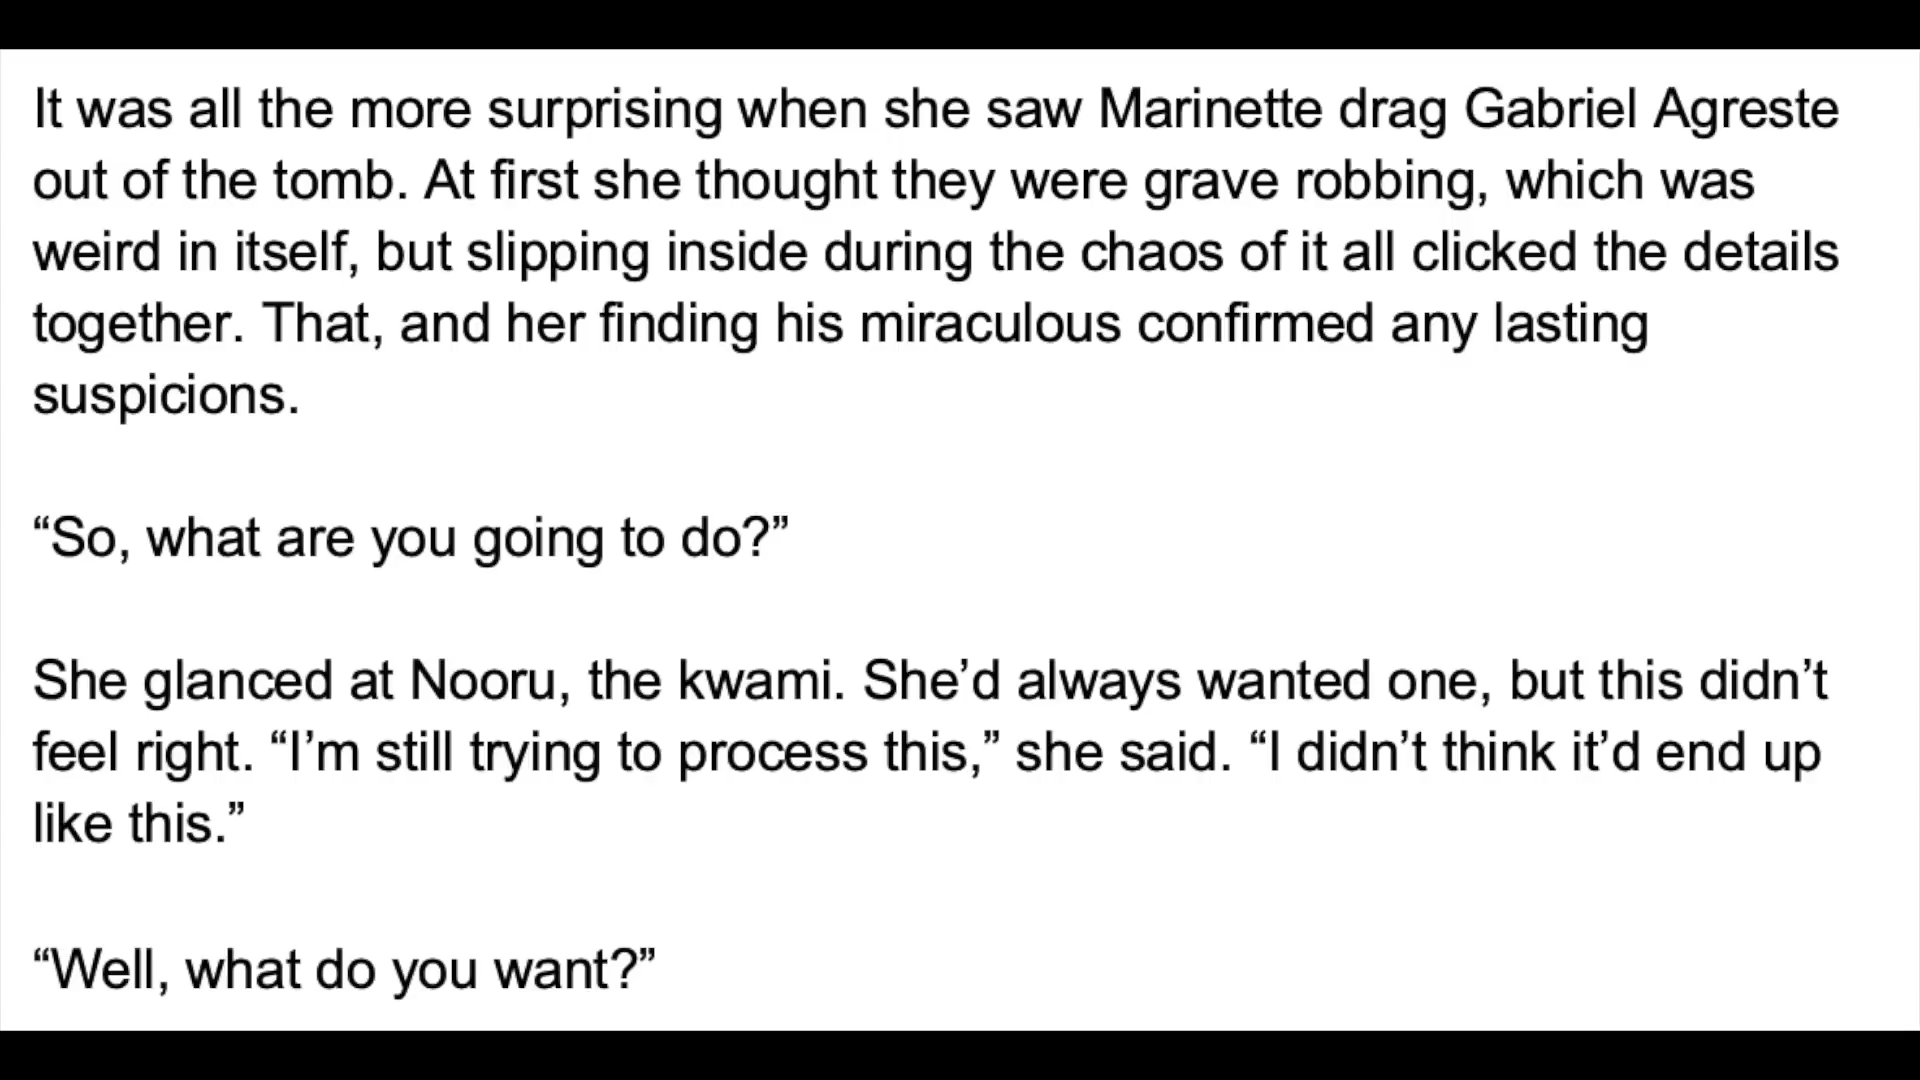 It was all the more surprising when she saw Marinette drag Gabriel Agreste
out of the tomb. At first she thought they were grave robbing, which was
weird in itself, but slipping inside during the chaos of it all clicked the details
together. That, and her finding his miraculous confirmed any lasting
suspicions.
“So, what are you going to do?”
She glanced at Nooru, the kwami. She’d always wanted one, but this didn’t
feel right. “I’m still trying to process this,” she said. “I didn’t think it’d end up
like this.”
“Well, what do you want?”